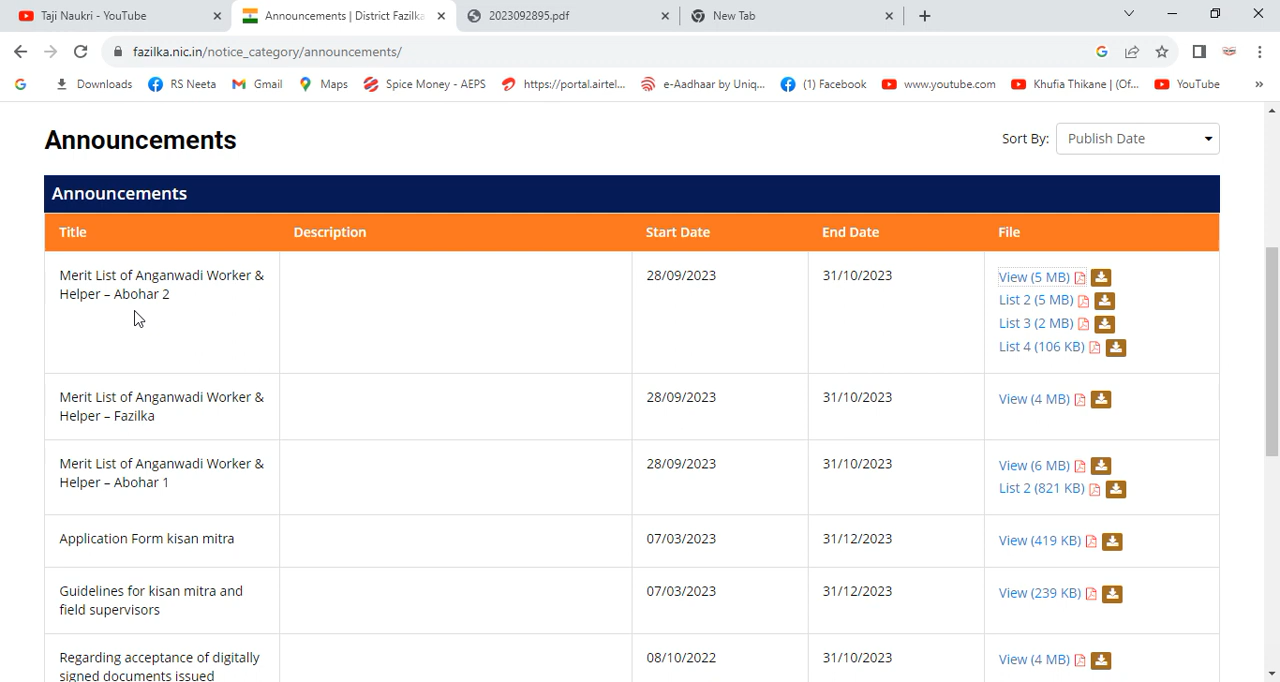 Taji Naukri - YouTube
Announcements | District Fazilka
2023092895.pdf
New Tab
fazilka.nic.in/notice_category/announcements/
Downloads
RS Neeta
Gmail
Maps
Spice Money - AEPS
https://portal.airtel...
e-Aadhaar by Uniq...
(1) Facebook
www.youtube.com
Khufia Thikane | (Of...
YouTube
»
Announcements
Sort By: Publish Date
Announcements
Title Description Start Date End Date File
Merit List of Anganwadi Worker &
Helper – Abohar 2
28/09/2023
31/10/2023
View (5 MB)
List 2 (5 MB)
List 3 (2 MB)
List 4 (106 KB)
Merit List of Anganwadi Worker &
Helper – Fazilka
28/09/2023
31/10/2023
View (4 MB)
Merit List of Anganwadi Worker &
Helper – Abohar 1
28/09/2023
31/10/2023
View (6 MB)
List 2 (821 KB)
Application Form kisan mitra
07/03/2023
31/12/2023
View (419 KB)
Guidelines for kisan mitra and
field supervisors
07/03/2023
31/12/2023
View (239 KB)
Regarding acceptance of digitally
signed documents issued
08/10/2022
31/10/2023
View (4 MB)